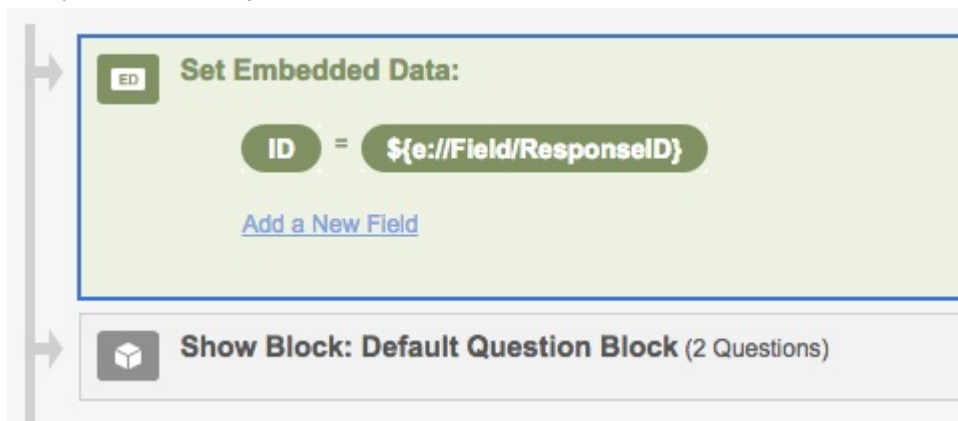 ED
Set Embedded Data:
ID = ${e://Field/ResponseID}
Add a New Field
Show Block: Default Question Block (2 Questions)